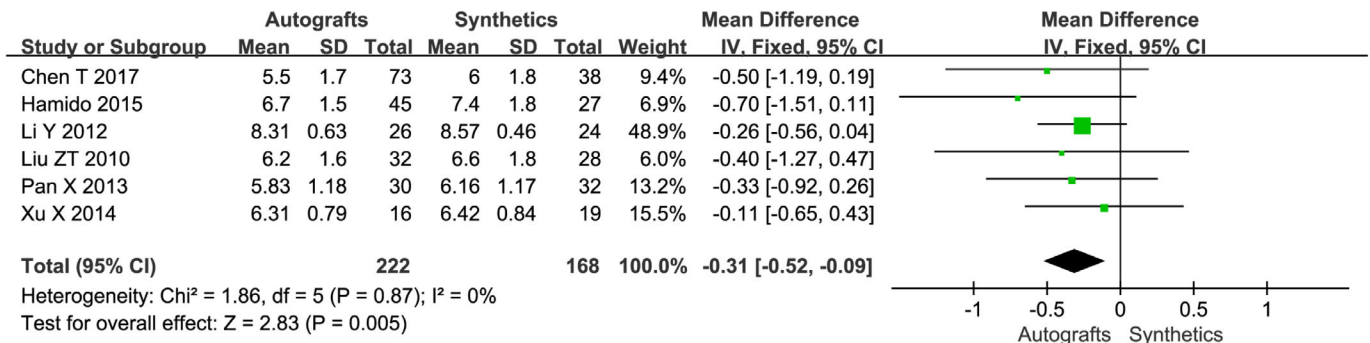 Autografts Synthetics Mean Difference Mean Difference
Study or Subgroup Mean SD Total Mean SD Total Weight IV, Fixed, 95% CI IV, Fixed, 95% CI
Chen T 2017 5.5 1.7 73 6 1.8 38 9.4% -0.50 [-1.19, 0.19]
Hamido 2015 6.7 1.5 45 7.4 1.8 27 6.9% -0.70 [-1.51, 0.11]
Li Y 2012 8.31 0.63 26 8.57 0.46 24 48.9% -0.26 [-0.56, 0.04]
Liu ZT 2010 6.2 1.6 32 6.6 1.8 28 6.0% -0.40 [-1.27, 0.47]
Pan X 2013 5.83 1.18 30 6.16 1.17 32 13.2% -0.33 [-0.92, 0.26]
Xu X 2014 6.31 0.79 16 6.42 0.84 19 15.5% -0.11 [-0.65, 0.43]
Total (95% CI) 222 168 100.0% -0.31 [-0.52, -0.09]
Heterogeneity: Chi² = 1.86, df = 5 (P = 0.87); I² = 0%
Test for overall effect: Z = 2.83 (P = 0.005)
-1 -0.5 0 0.5 1
Autografts Synthetics